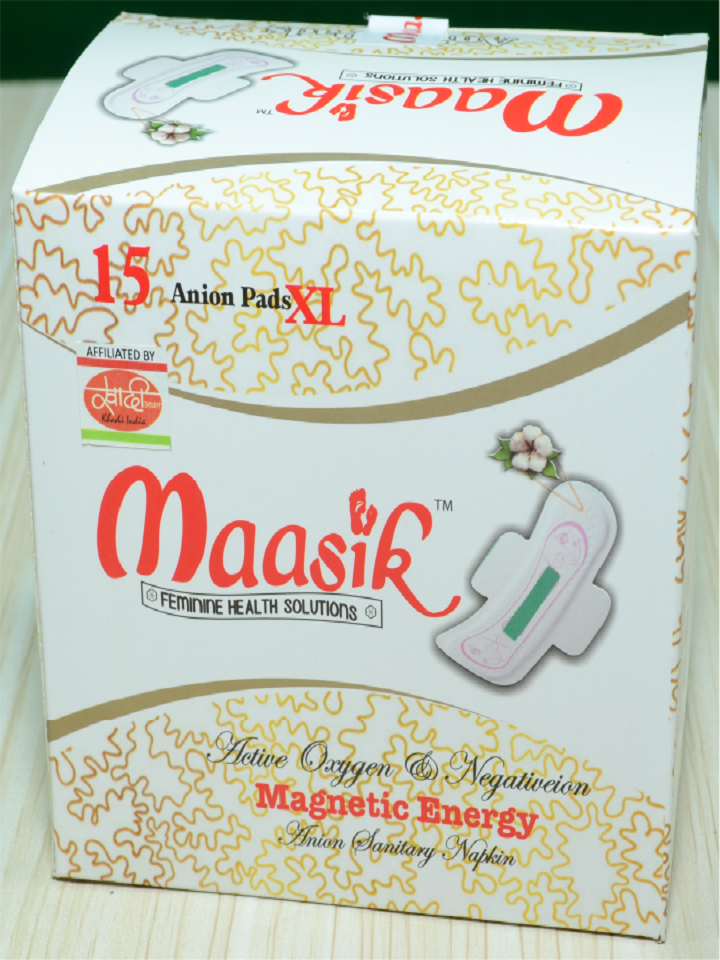 Maasik™
FEMININE HEALTH SOLUTIONS
15 Anion Pads XL
AFFILIATED BY
खादी
Khadi India
Maasik™
FEMININE HEALTH SOLUTIONS
Active Oxygen & Negativeion
Magnetic Energy
Anion Sanitary Napkin